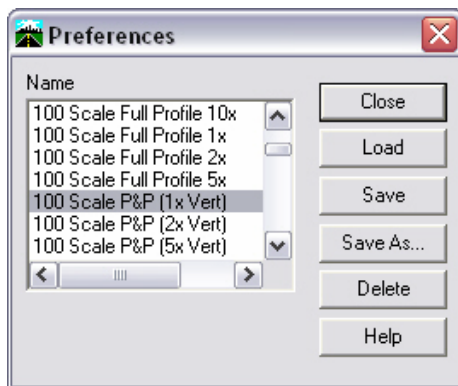 Preferences
Name
100 Scale Full Profile 10x
100 Scale Full Profile 1x
100 Scale Full Profile 2x
100 Scale Full Profile 5x
100 Scale P&P (1x Vert)
100 Scale P&P (2x Vert)
100 Scale P&P (5x Vert)
Close
Load
Save
Save As...
Delete
Help